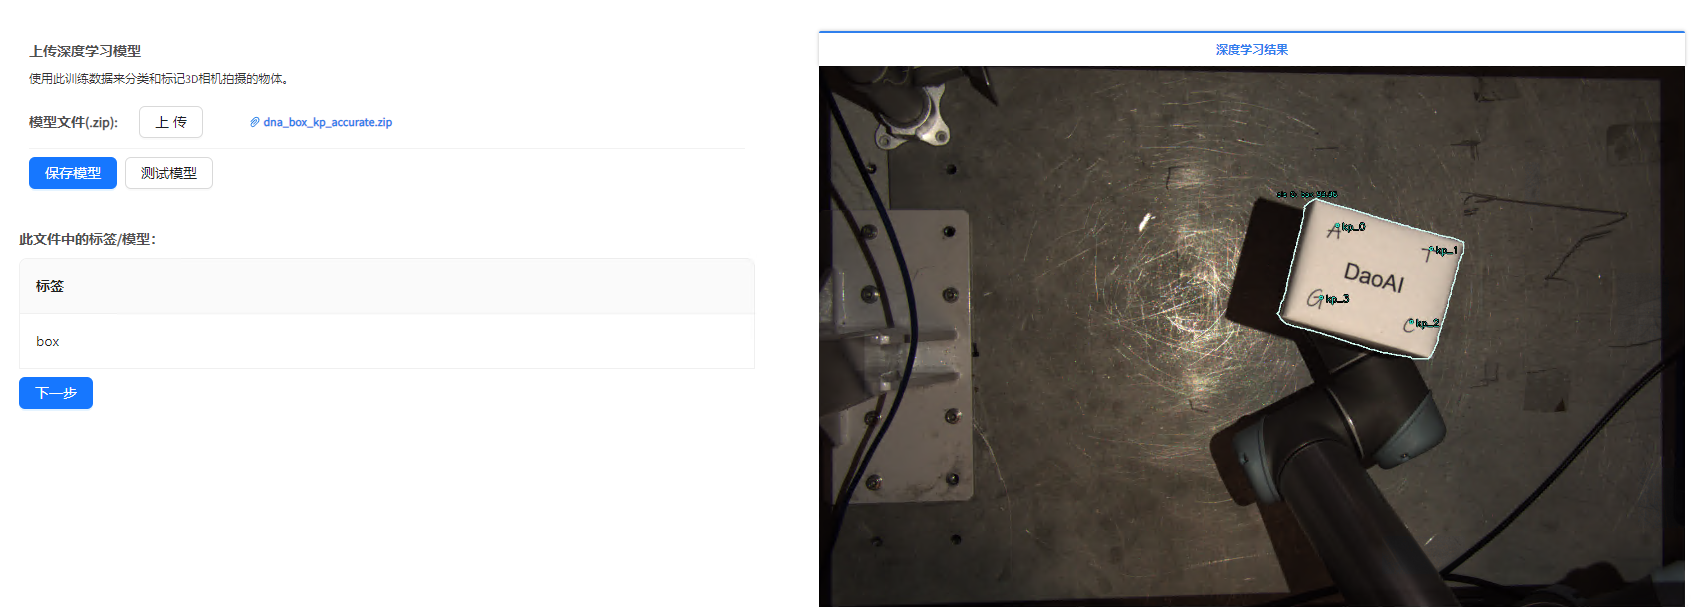 上传深度学习模型
使用此训练数据来分类和标记3D相机拍摄的物体。
模型文件(.zip):
上 传
dna_box_kp_accurate.zip
保存模型
测试模型
此文件中的标签/模型:
标签
box
下一步
深度学习结果
A kp_0
T kp_1
DaoAI
G kp_3
C kp_2